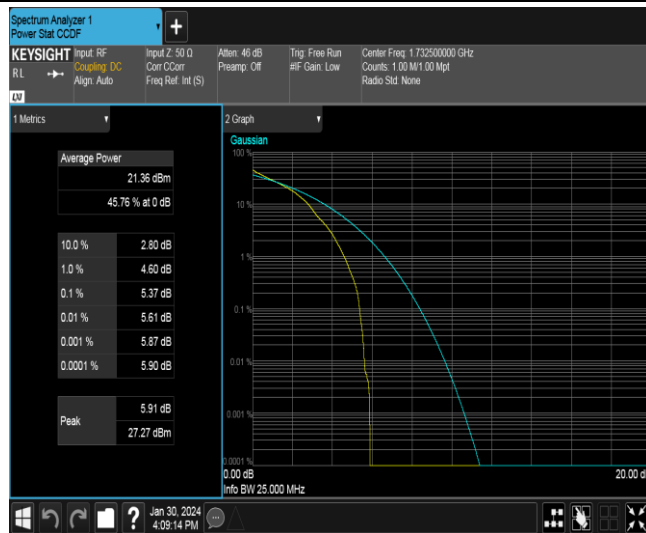 Spectrum Analyzer 1
Power Stat CCDF
KEYSIGHT
RL
Input: RF
Coupling: DC
Align: Auto
Input Z: 50 Ω
Corr CCorr
Freq Ref: Int (S)
Atten: 46 dB
Preamp: Off
Trig: Free Run
#IF Gain: Low
Center Freq: 1.732500000 GHz
Counts: 1.00 M/1.00 Mpt
Radio Std: None
1 Metrics
Average Power
21.36 dBm
45.76 % at 0 dB
10.0 % 2.80 dB
1.0 % 4.60 dB
0.1 % 5.37 dB
0.01 % 5.61 dB
0.001 % 5.87 dB
0.0001 % 5.90 dB
Peak
5.91 dB
27.27 dBm
2 Graph
Gaussian
100 %
10 %
1 %
0.1 %
0.01 %
0.001 %
0.0001 %
0.00 dB
20.00 d
Info BW 25.000 MHz
Jan 30, 2024
4:09:14 PM